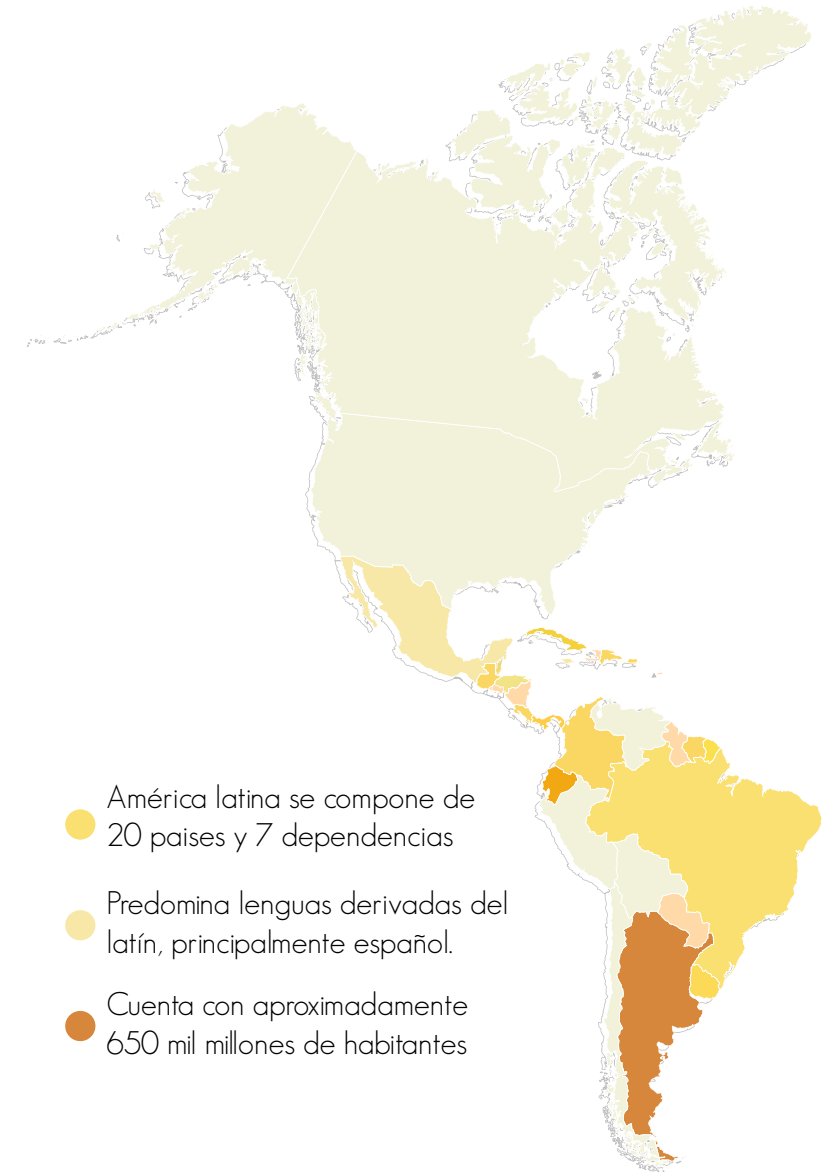 América latina se compone de
20 paises y 7 dependencias
Predomina lenguas derivadas del
latín, principalmente español.
Cuenta con aproximadamente
650 mil millones de habitantes